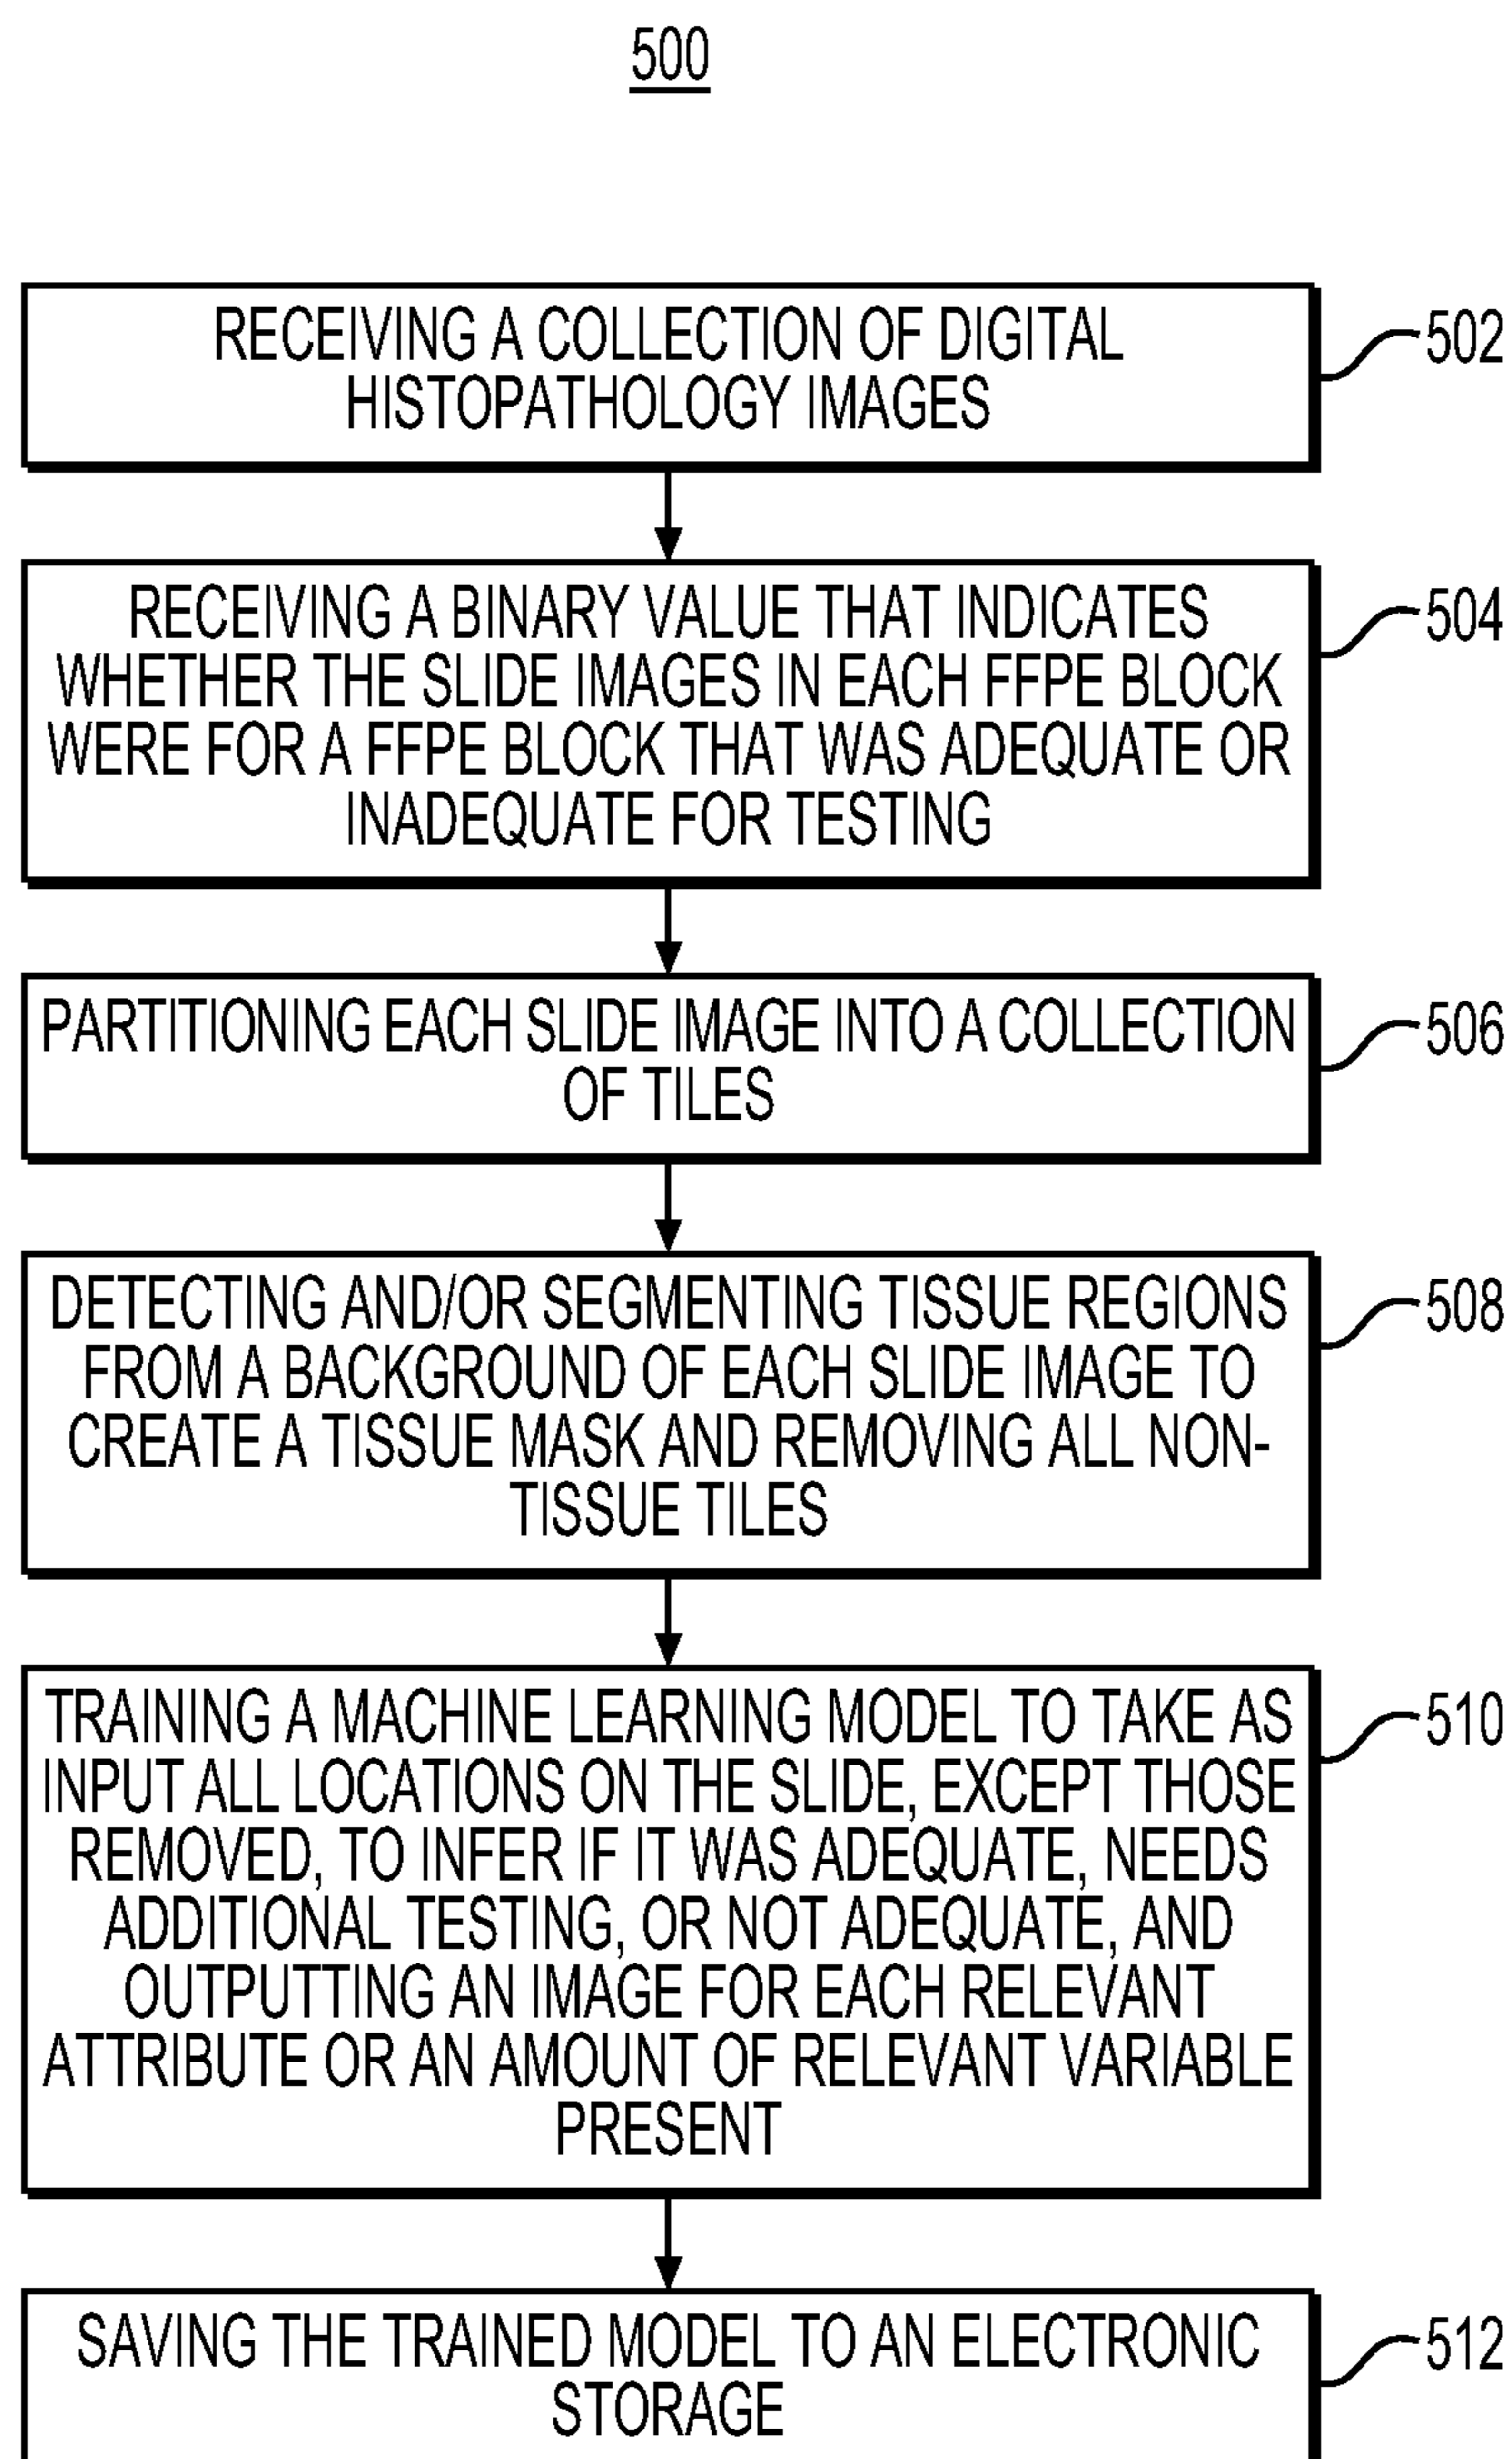 500
RECEIVING A COLLECTION OF DIGITAL
HISTOPATHOLOGY IMAGES
502
RECEIVING A BINARY VALUE THAT INDICATES
WHETHER THE SLIDE IMAGES IN EACH FFPE BLOCK
WERE FOR A FFPE BLOCK THAT WAS ADEQUATE OR
INADEQUATE FOR TESTING
504
PARTITIONING EACH SLIDE IMAGE INTO A COLLECTION
OF TILES
506
DETECTING AND/OR SEGMENTING TISSUE REGIONS
FROM A BACKGROUND OF EACH SLIDE IMAGE TO
CREATE A TISSUE MASK AND REMOVING ALL NON-
TISSUE TILES
508
TRAINING A MACHINE LEARNING MODEL TO TAKE AS
INPUT ALL LOCATIONS ON THE SLIDE, EXCEPT THOSE
REMOVED, TO INFER IF IT WAS ADEQUATE, NEEDS
ADDITIONAL TESTING, OR NOT ADEQUATE, AND
OUTPUTTING AN IMAGE FOR EACH RELEVANT
ATTRIBUTE OR AN AMOUNT OF RELEVANT VARIABLE
PRESENT
510
SAVING THE TRAINED MODEL TO AN ELECTRONIC
STORAGE
512